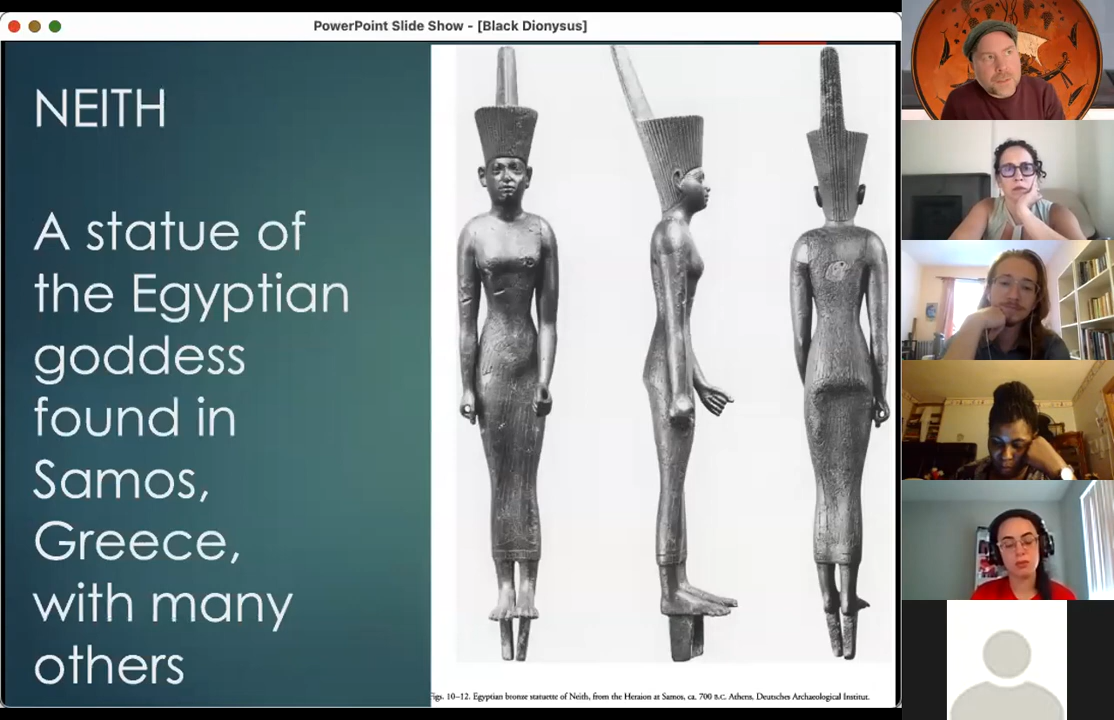 PowerPoint Slide Show - [Black Dionysus]
NEITH
A statue of
the Egyptian
goddess
found in
Samos,
Greece,
with many
others
Figs. 10–12. Egyptian bronze statuette of Neith, from the Heraion at Samos, ca. 700 B.C. Athens, Deutsches Archaeological Institut.